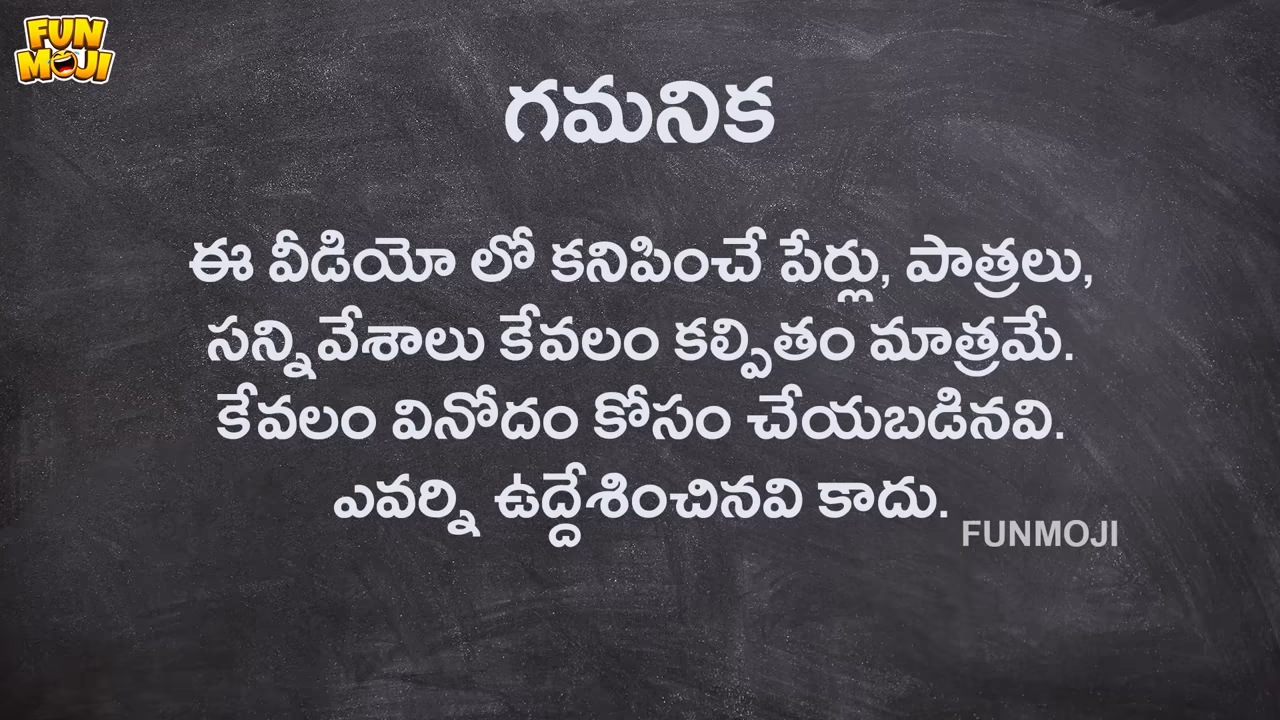 FUN
MOJI
గమనిక
ఈ వీడియో లో కనిపించే పేర్లు, పాత్రలు,
సన్నివేశాలు కేవలం కల్పితం మాత్రమే.
కేవలం వినోదం కోసం చేయబడినవి.
ఎవర్ని ఉద్దేశించినవి కాదు.
FUNMOJI